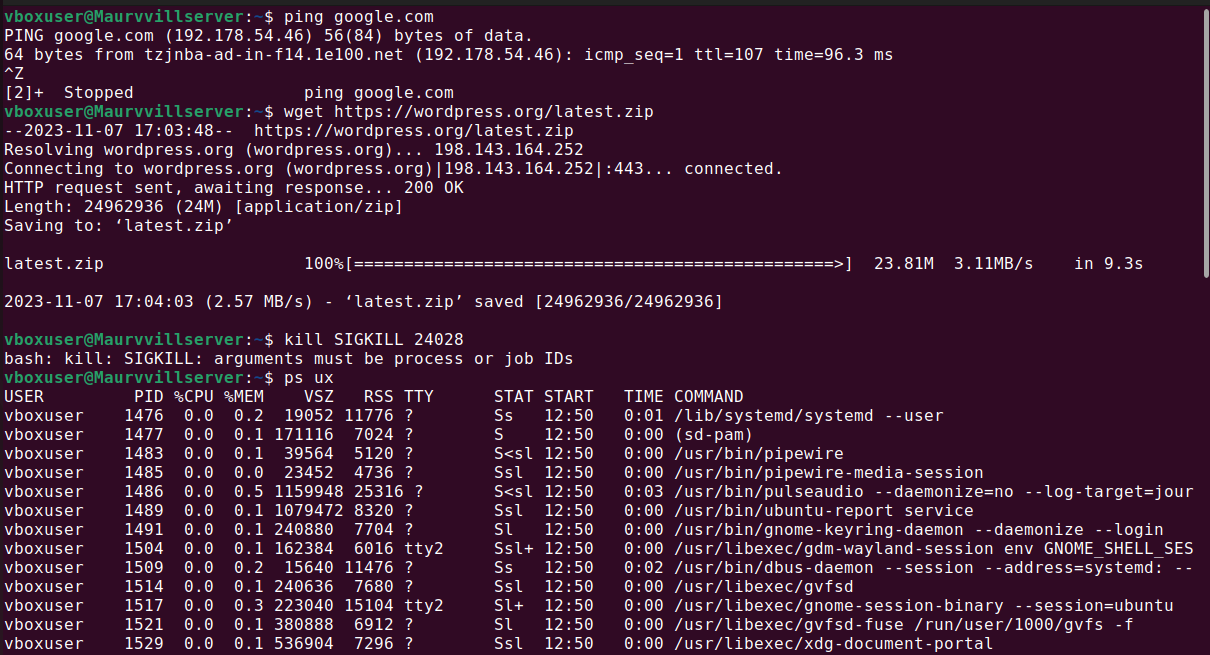 vboxuser@Maurvvillserver:~$ ping google.com
PING google.com (192.178.54.46) 56(84) bytes of data.
64 bytes from tzjnba-ad-in-f14.1e100.net (192.178.54.46): icmp_seq=1 ttl=107 time=96.3 ms
^Z
[2]+  Stopped                 ping google.com
vboxuser@Maurvvillserver:~$ wget https://wordpress.org/latest.zip
--2023-11-07 17:03:48--  https://wordpress.org/latest.zip
Resolving wordpress.org (wordpress.org)... 198.143.164.252
Connecting to wordpress.org (wordpress.org)|198.143.164.252|:443... connected.
HTTP request sent, awaiting response... 200 OK
Length: 24962936 (24M) [application/zip]
Saving to: ‘latest.zip’
latest.zip                    100%[================================================>]  23.81M  3.11MB/s    in 9.3s
2023-11-07 17:04:03 (2.57 MB/s) - ‘latest.zip’ saved [24962936/24962936]
vboxuser@Maurvvillserver:~$ kill SIGKILL 24028
bash: kill: SIGKILL: arguments must be process or job IDs
vboxuser@Maurvvillserver:~$ ps ux
USER         PID %CPU %MEM    VSZ   RSS TTY      STAT START   TIME COMMAND
vboxuser    1476  0.0  0.2  19052 11776 ?        Ss   12:50   0:01 /lib/systemd/systemd --user
vboxuser    1477  0.0  0.1 171116  7024 ?        S    12:50   0:00 (sd-pam)
vboxuser    1483  0.0  0.1  39564  5120 ?        S<sl 12:50   0:00 /usr/bin/pipewire
vboxuser    1485  0.0  0.0  23452  4736 ?        Ssl  12:50   0:00 /usr/bin/pipewire-media-session
vboxuser    1486  0.0  0.5 1159948 25316 ?       S<sl 12:50   0:03 /usr/bin/pulseaudio --daemonize=no --log-target=jour
vboxuser    1489  0.0  0.1 1079472 8320 ?        Ssl  12:50   0:00 /usr/bin/ubuntu-report service
vboxuser    1491  0.0  0.1 240880  7704 ?        Sl   12:50   0:00 /usr/bin/gnome-keyring-daemon --daemonize --login
vboxuser    1504  0.0  0.1 162384  6016 tty2     Ssl+ 12:50   0:00 /usr/libexec/gdm-wayland-session env GNOME_SHELL_SES
vboxuser    1509  0.0  0.2  15640 11476 ?        Ss   12:50   0:02 /usr/bin/dbus-daemon --session --address=systemd: --
vboxuser    1514  0.0  0.1 240636  7680 ?        Ssl  12:50   0:00 /usr/libexec/gvfsd
vboxuser    1517  0.0  0.3 223040 15104 tty2     Sl+  12:50   0:00 /usr/libexec/gnome-session-binary --session=ubuntu
vboxuser    1521  0.0  0.1 380888  6912 ?        Sl   12:50   0:00 /usr/libexec/gvfsd-fuse /run/user/1000/gvfs -f
vboxuser    1529  0.0  0.1 536904  7296 ?        Ssl  12:50   0:00 /usr/libexec/xdg-document-portal